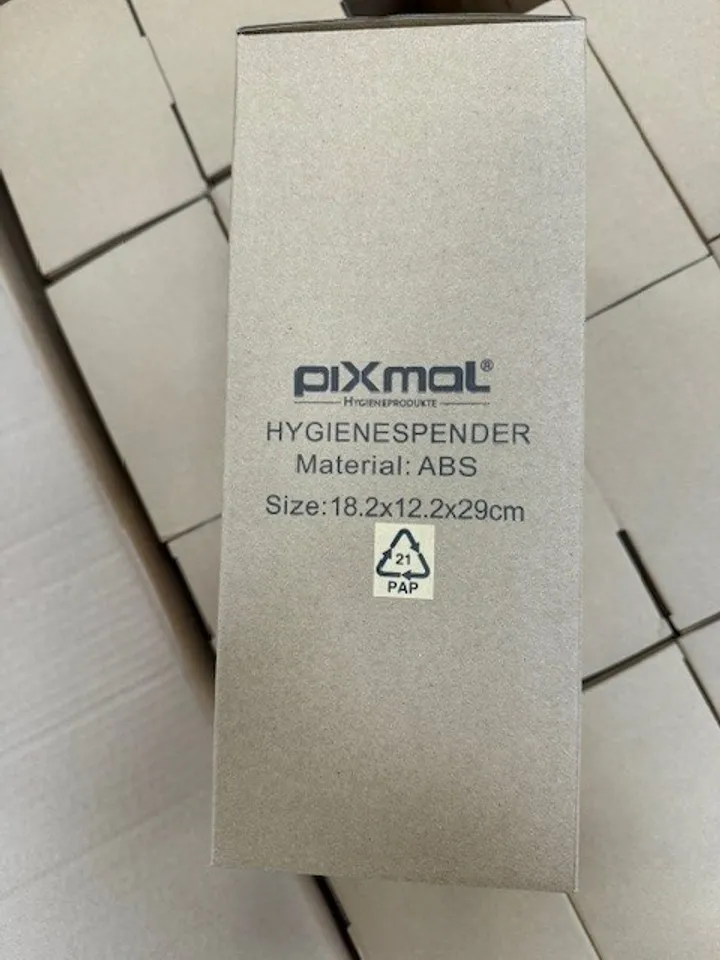 piXmal®
HYGIENEPRODUKTE
HYGIENESPENDER
Material: ABS
Size:18.2x12.2x29cm
21
PAP